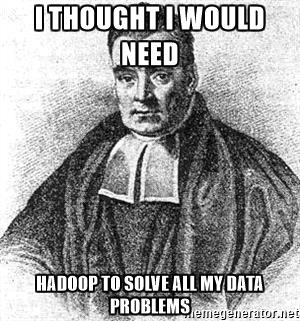 I THOUGHT I WOULD
NEED
HADOOP TO SOLVE ALL MY DATA
PROBLEMS
memegenerator.net